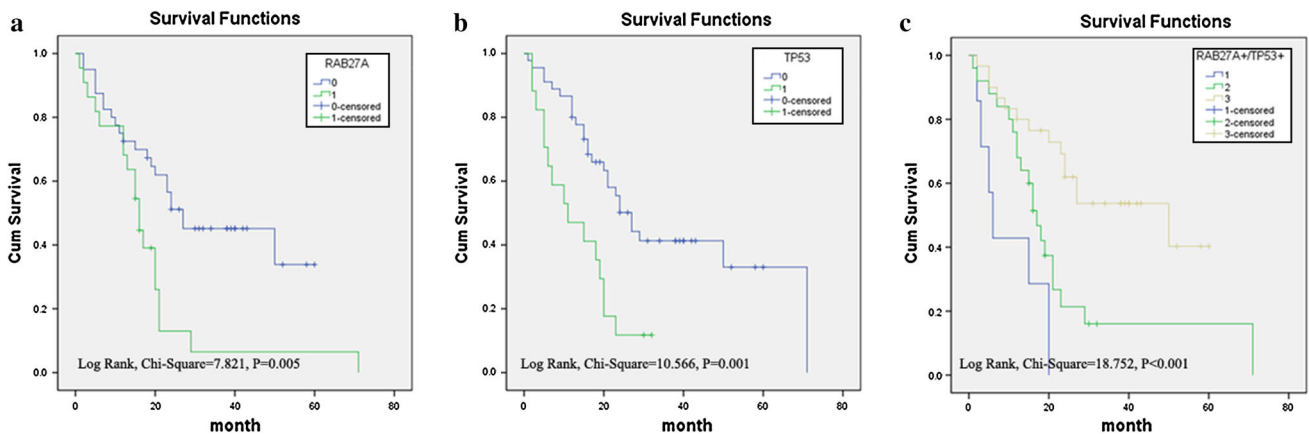 a
Survival Functions
RAB27A
0
1
0-censored
1-censored
Cum Survival
1.0
0.8
0.6
0.4
0.2
0.0
Log Rank, Chi-Square=7.821, P=0.005
0 20 40 60 80
month
b
Survival Functions
TP53
0
1
0-censored
1-censored
Cum Survival
1.0
0.8
0.6
0.4
0.2
0.0
Log Rank, Chi-Square=10.566, P=0.001
0 20 40 60 80
month
c
Survival Functions
RAB27A+/TP53+
1
2
3
1-censored
2-censored
3-censored
Cum Survival
1.0
0.8
0.6
0.4
0.2
0.0
Log Rank, Chi-Square=18.752, P<0.001
0 20 40 60 80
month